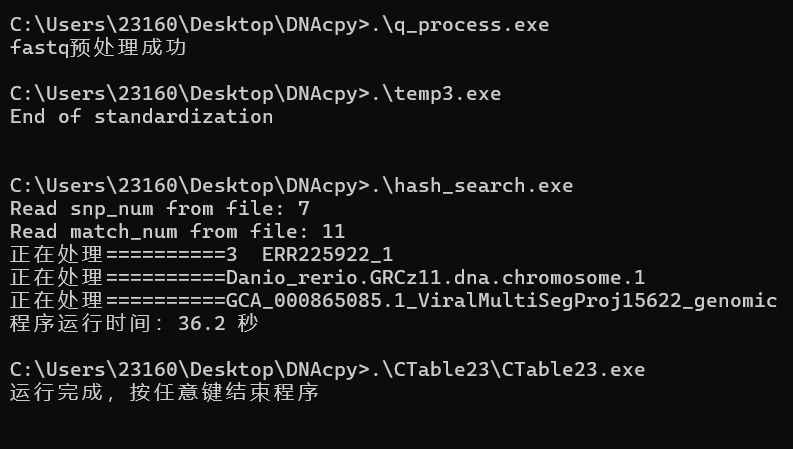 C:\Users\23160\Desktop\DNAcpy>.\q_process.exe
fastq预处理成功
C:\Users\23160\Desktop\DNAcpy>.\temp3.exe
End of standardization
C:\Users\23160\Desktop\DNAcpy>.\hash_search.exe
Read snp_num from file: 7
Read match_num from file: 11
正在处理==========3  ERR225922_1
正在处理==========Danio_rerio.GRCz11.dna.chromosome.1
正在处理==========GCA_000865085.1_ViralMultiSegProj15622_genomic
程序运行时间: 36.2 秒
C:\Users\23160\Desktop\DNAcpy>.\CTable23\CTable23.exe
运行完成，按任意键结束程序